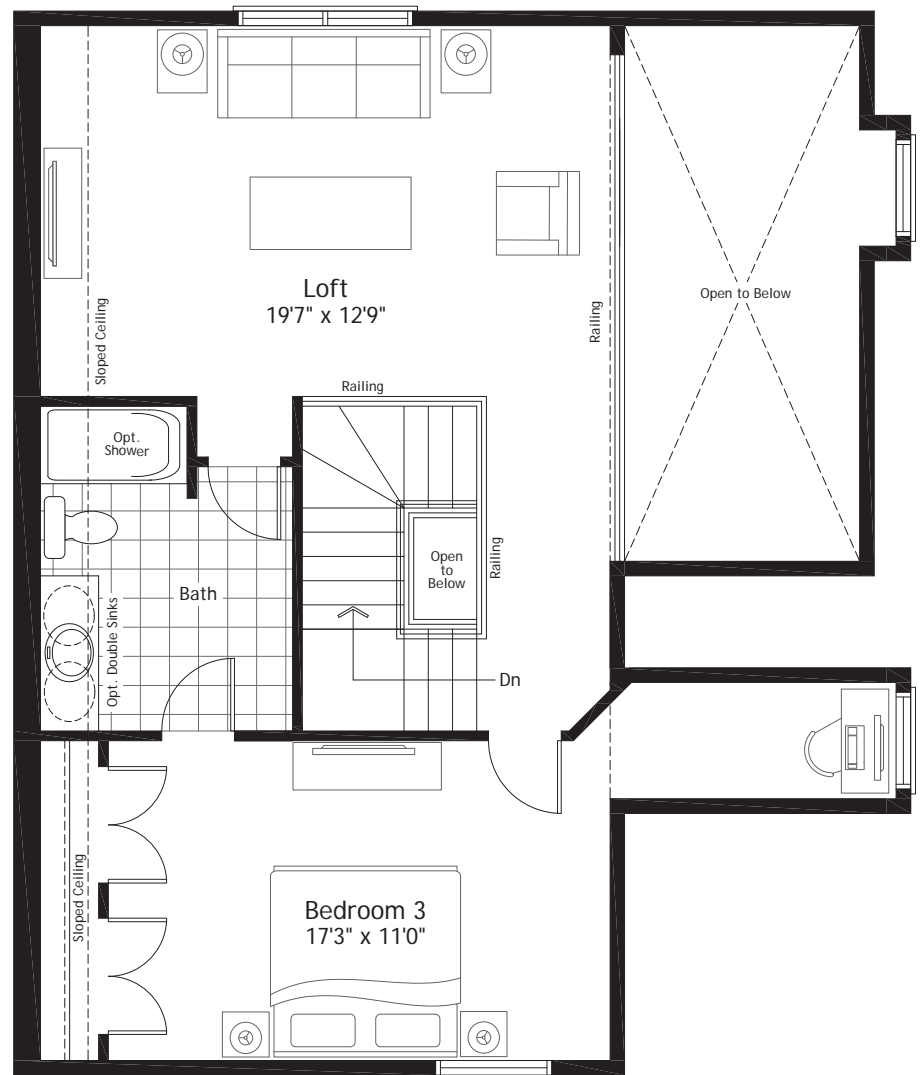 Loft
19'7" x 12'9"
Sloped Ceiling
Railing
Open to Below
Railing
Opt.
Shower
Bath
Opt. Double Sinks
Open
to
Below
Railing
Dn
Sloped Ceiling
Bedroom 3
17'3" x 11'0"